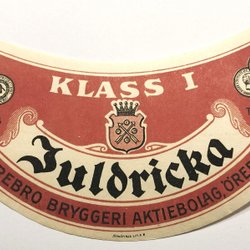 KLASS I
Juldricka
REBRO BRYGGERI AKTIEBOLAG, ÖRE